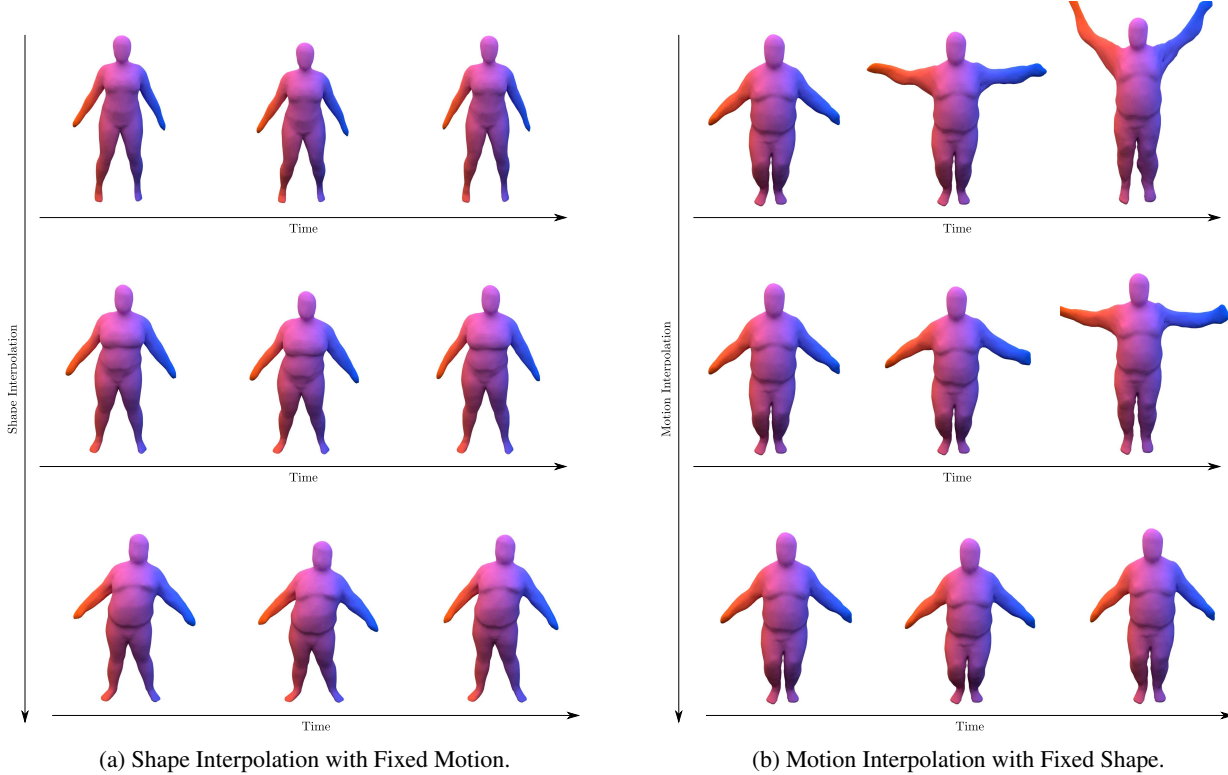 Time
Time
Shape Interpolation
Motion Interpolation
Time
Time
Time
Time
(a) Shape Interpolation with Fixed Motion.
(b) Motion Interpolation with Fixed Shape.